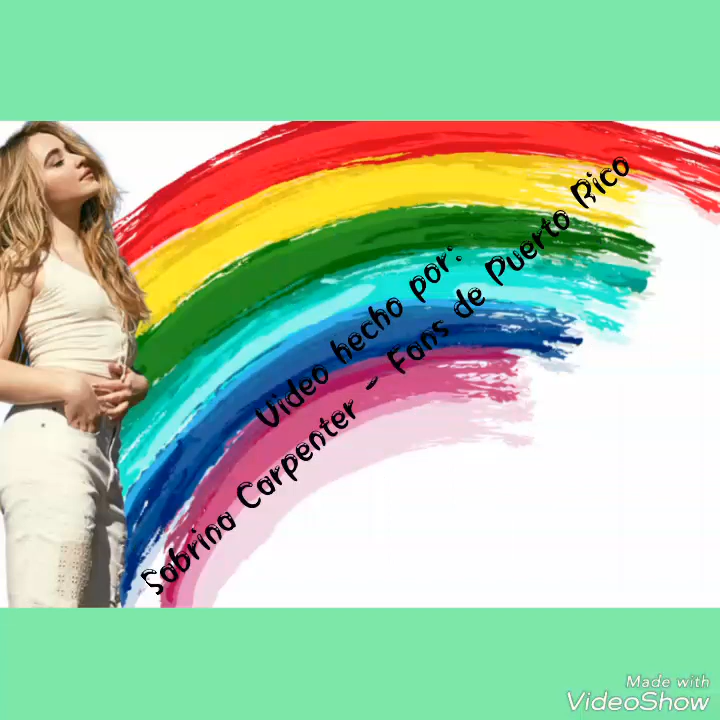 Video hecho por:
Sabrina Carpenter - Fans de Puerto Rico
Made with
VideoShow